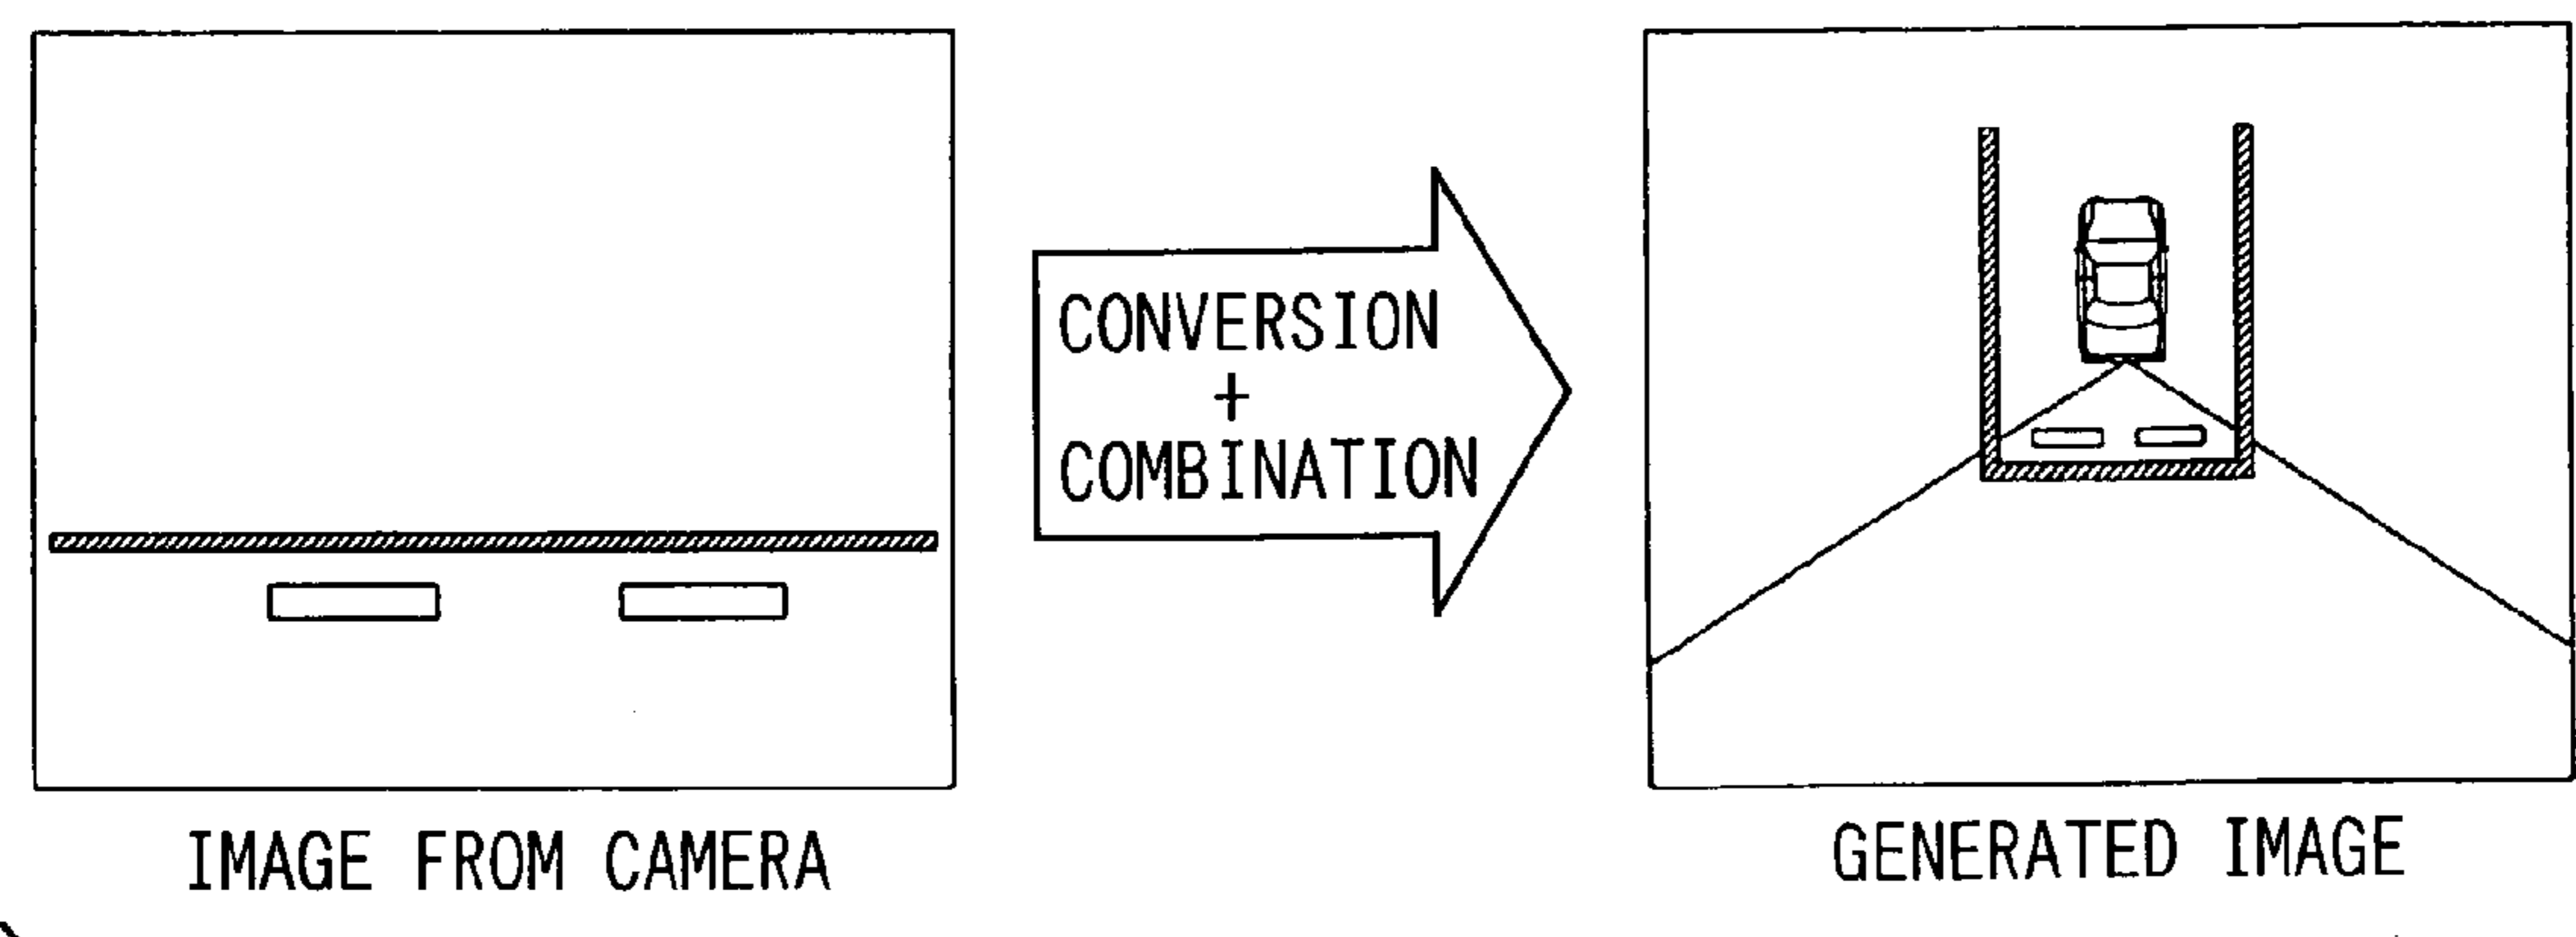 CONVERSION
+
COMBINATION
IMAGE FROM CAMERA
GENERATED IMAGE